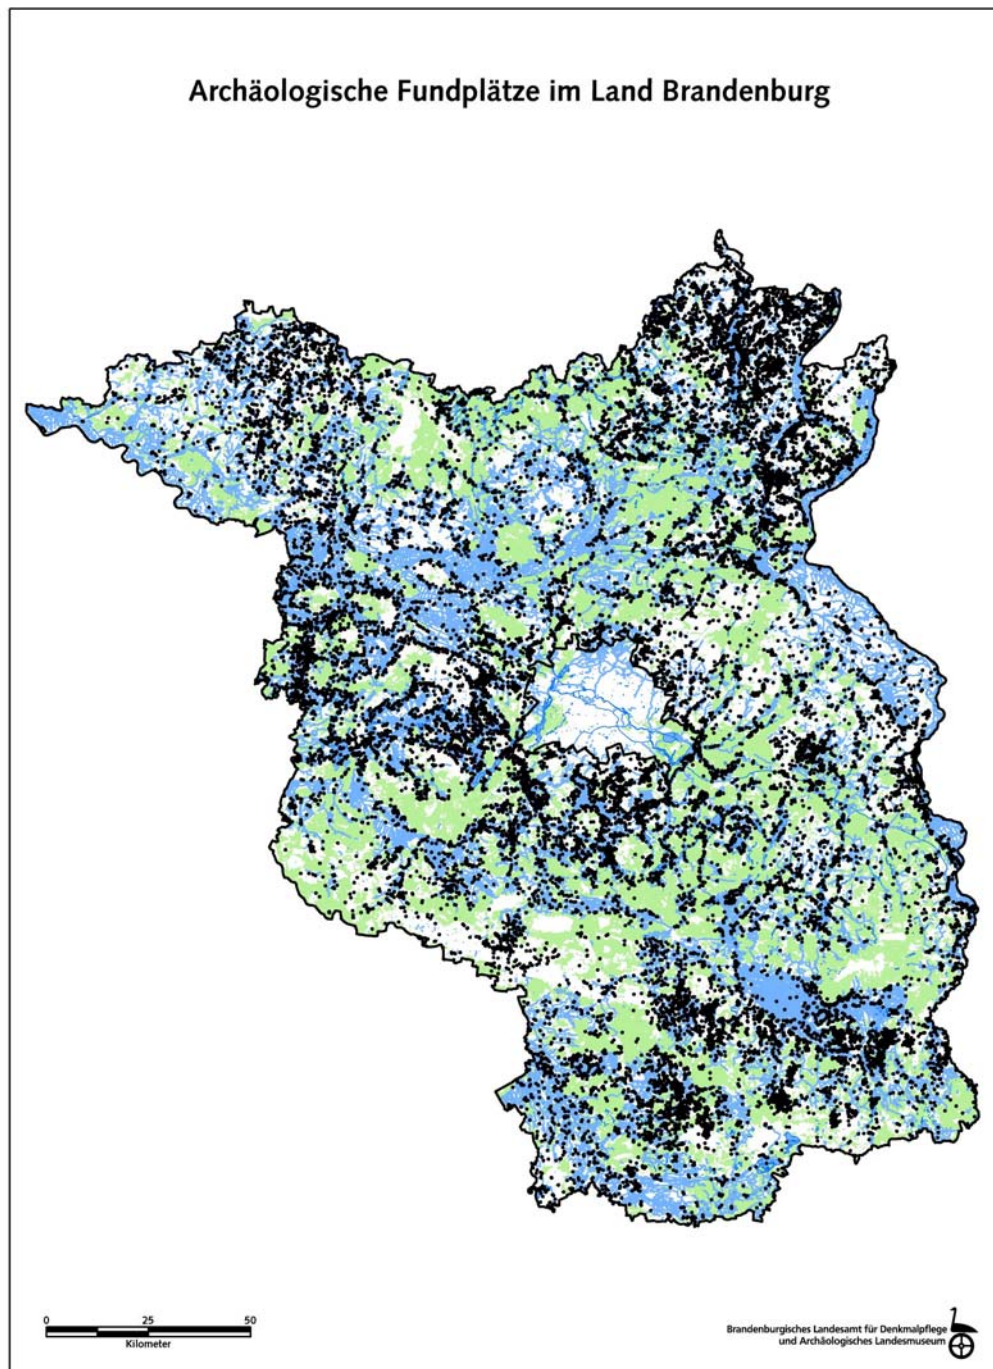 Archäologische Fundplätze im Land Brandenburg
0 25 50
Kilometer
Brandenburgisches Landesamt für Denkmalpflege
und Archäologisches Landesmuseum